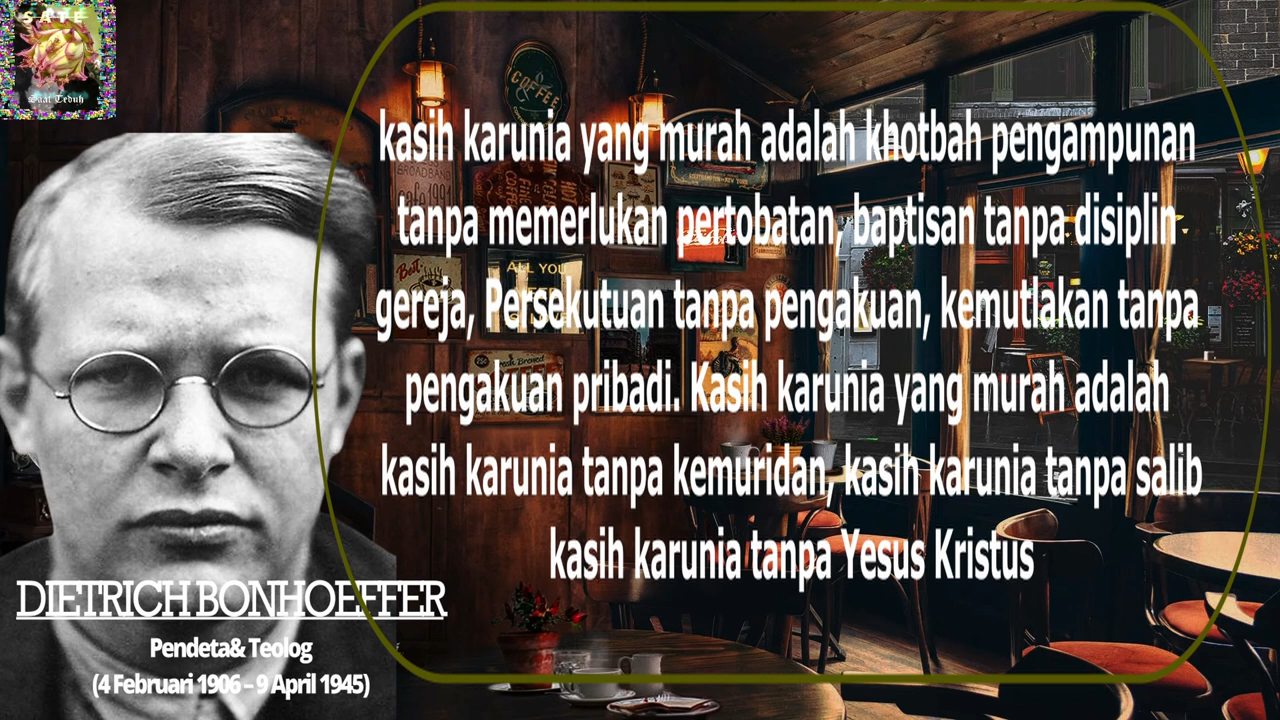 SATE
Saat Teduh
COFFEE
BROADBAND
ALL YOU
Best
kasih karunia yang murah adalah khotbah pengampunan
tanpa memerlukan pertobatan, baptisan tanpa disiplin
gereja, Persekutuan tanpa pengakuan, kemutlakan tanpa
pengakuan pribadi. Kasih karunia yang murah adalah
kasih karunia tanpa kemuridan, kasih karunia tanpa salib
kasih karunia tanpa Yesus Kristus
DIETRICH BONHOEFFER
Pendeta& Teolog
(4 Februari 1906 – 9 April 1945)